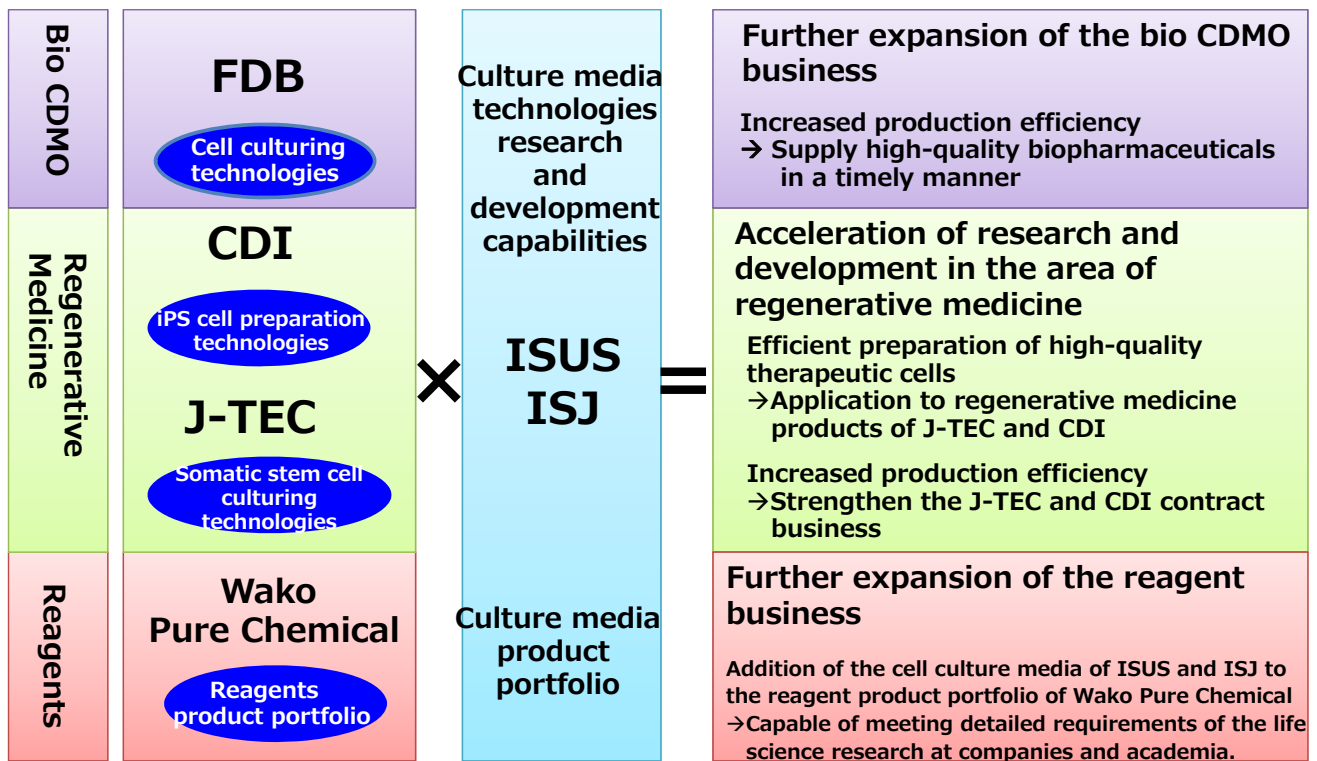 Bio CDMO
FDB
Cell culturing
technologies
Regenerative
Medicine
CDI
iPS cell preparation
technologies
J-TEC
Somatic stem cell
culturing
technologies
Reagents
Wako
Pure Chemical
Reagents
product portfolio
×
Culture media
technologies
research
and
development
capabilities
ISUS
ISJ
Culture media
product
portfolio
=
Further expansion of the bio CDMO
business
Increased production efficiency
→ Supply high-quality biopharmaceuticals
in a timely manner
Acceleration of research and
development in the area of
regenerative medicine
Efficient preparation of high-quality
therapeutic cells
→Application to regenerative medicine
products of J-TEC and CDI
Increased production efficiency
→Strengthen the J-TEC and CDI contract
business
Further expansion of the reagent
business
Addition of the cell culture media of ISUS and ISJ to
the reagent product portfolio of Wako Pure Chemical
→Capable of meeting detailed requirements of the life
science research at companies and academia.